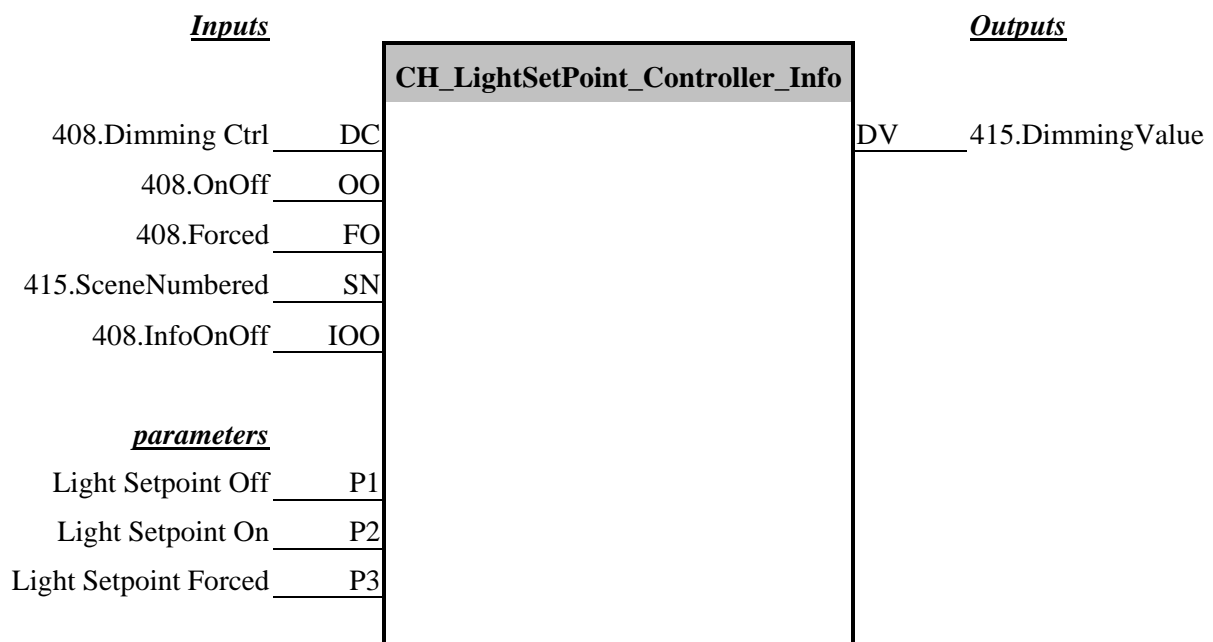 Inputs Outputs
CH_LightSetPoint_Controller_Info
408.Dimming Ctrl DC DV 415.DimmingValue
408.OnOff OO
408.Forced FO
415.SceneNumbered SN
408.InfoOnOff IOO
parameters
Light Setpoint Off P1
Light Setpoint On P2
Light Setpoint Forced P3